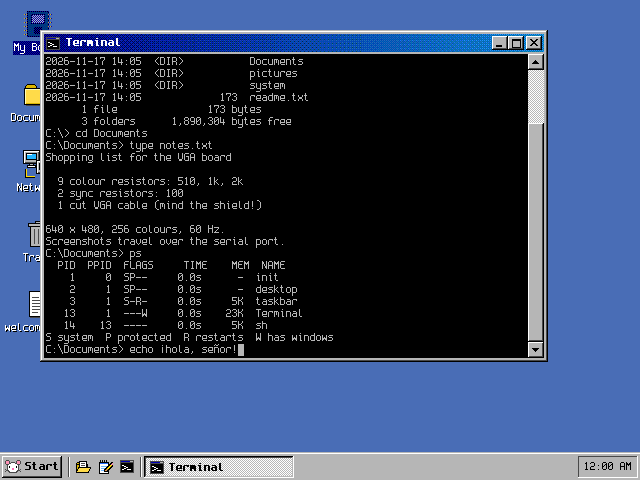 My Bo
Terminal
2026-11-17 14:05 <DIR> Documents
2026-11-17 14:05 <DIR> pictures
2026-11-17 14:05 <DIR> system
2026-11-17 14:05 173 readme.txt
1 file 173 bytes
3 folders 1,890,304 bytes free
C:\> cd Documents
C:\Documents> type notes.txt
Shopping list for the VGA board
9 colour resistors: 510, 1k, 2k
2 sync resistors: 100
1 cut VGA cable (mind the shield!)
640 x 480, 256 colours, 60 Hz.
Screenshots travel over the serial port.
C:\Documents> ps
PID PPID FLAGS TIME MEM NAME
1 0 SP-- 0.0s - init
2 1 SP-- 0.0s - desktop
3 1 S-R- 0.0s 5K taskbar
13 1 ---W 0.0s 23K Terminal
14 13 ---- 0.0s 5K sh
S system P protected R restarts W has windows
C:\Documents> echo ¡hola, señor!
Docum
Netw
Tra
welcom
Start
Terminal
12:00 AM